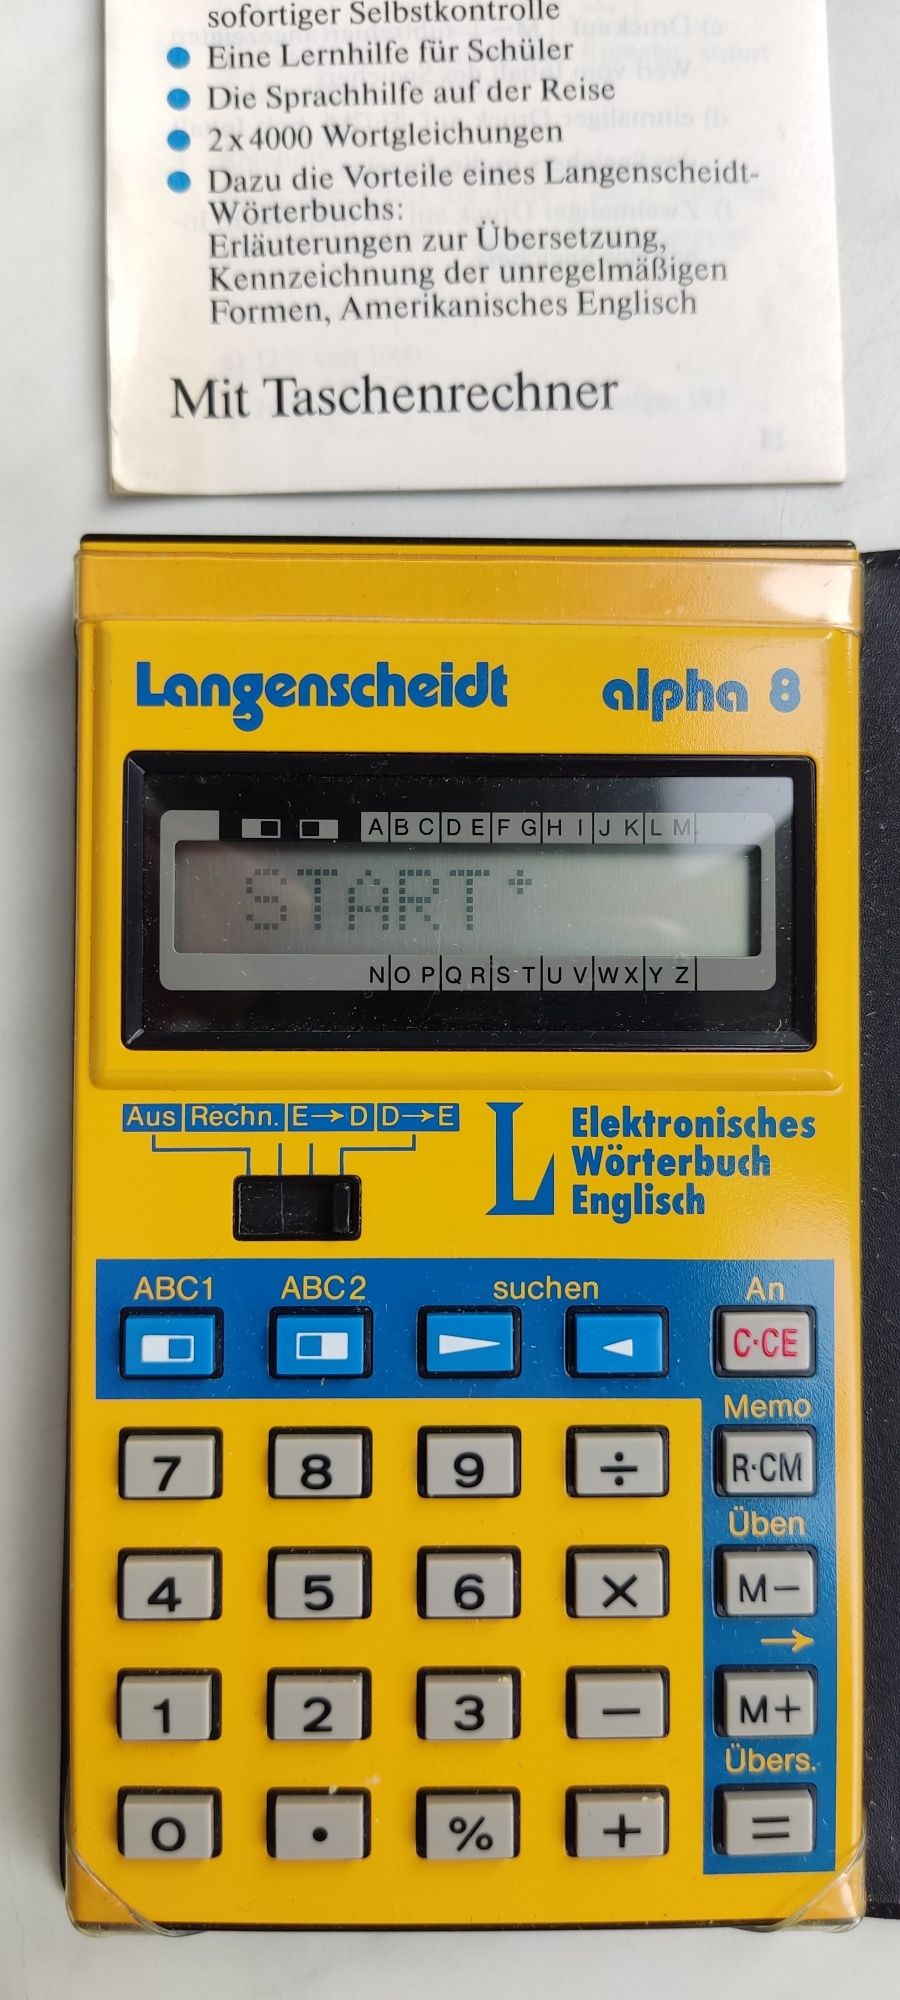 sofortiger Selbstkontrolle
Eine Lernhilfe für Schüler
Die Sprachhilfe auf der Reise
2x4000 Wortgleichungen
Dazu die Vorteile eines Langenscheidt-
Wörterbuchs:
Erläuterungen zur Übersetzung,
Kennzeichnung der unregelmäßigen
Formen, Amerikanisches Englisch
Mit Taschenrechner
Langenscheidt alpha 8
A B C D E F G H I J K L M
START+
N O P Q R S T U V W X Y Z
Aus Rechn. E→D D→E
L
Elektronisches
Wörterbuch
Englisch
ABC1 ABC2 suchen An
C·CE
Memo
7 8 9 ÷ R·CM
Üben
4 5 6 × M−
→
1 2 3 − M+
Übers.
0 . % + =